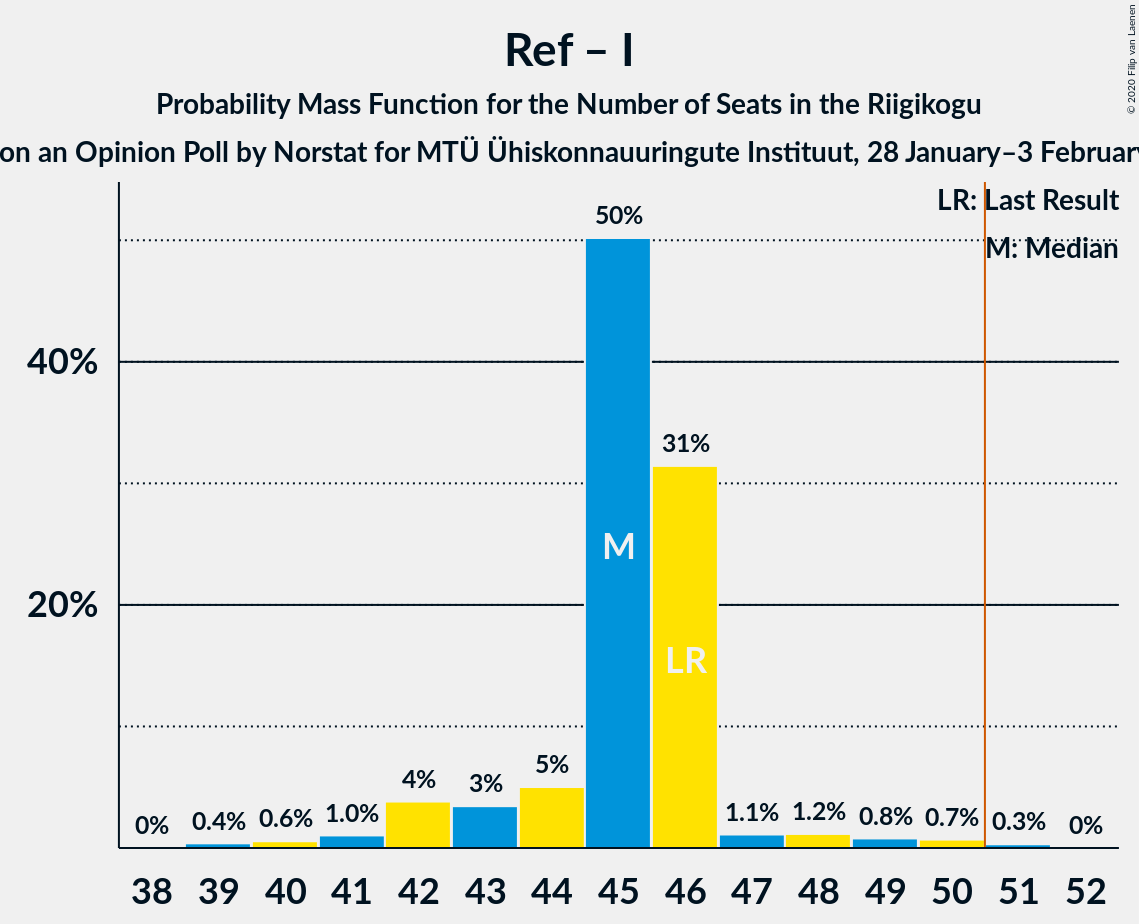 Ref – I
Probability Mass Function for the Number of Seats in the Riigikogu
on an Opinion Poll by Norstat for MTÜ Ühiskonnauuringute Instituut, 28 January–3 February
© 2020 Filip van Laenen
LR: Last Result
M: Median
50%
40%
31%
M
20%
LR
0% 0.4% 0.6% 1.0% 4% 3% 5% 1.1% 1.2% 0.8% 0.7% 0.3% 0%
38 39 40 41 42 43 44 45 46 47 48 49 50 51 52